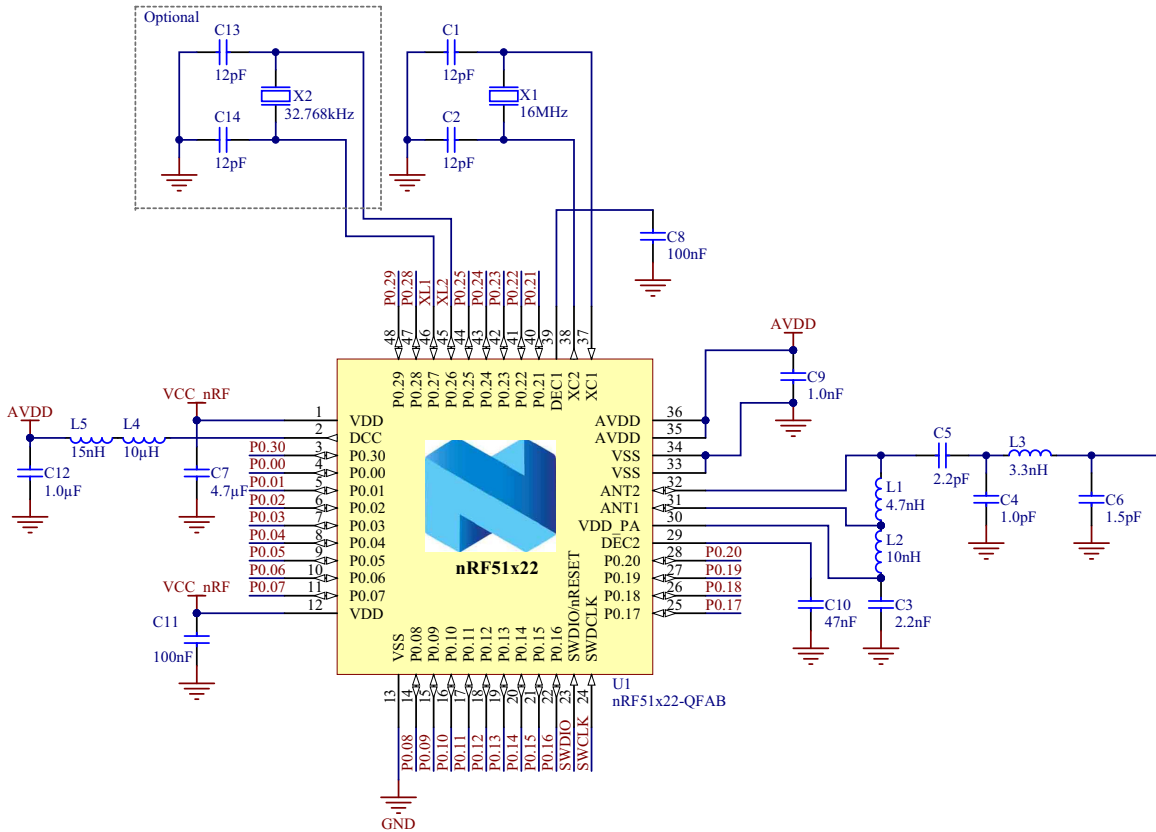 Optional
C13
12pF
X2
32.768kHz
C14
12pF
C1
12pF
X1
16MHz
C2
12pF
C8
100nF
P0.29
P0.28
XL1
XL2
P0.25
P0.24
P0.23
P0.22
P0.21
48
47
46
45
44
43
42
41
40
39
38
37
P0.29
P0.28
P0.27
P0.26
P0.25
P0.24
P0.23
P0.22
P0.21
DEC1
XC2
XC1
AVDD
L5
15nH
L4
10µH
VCC_nRF
C12
1.0µF
C7
4.7µF
P0.30
P0.00
P0.01
P0.02
P0.03
P0.04
P0.05
P0.06
P0.07
VCC_nRF
C11
100nF
1 VDD
2 DCC
3 P0.30
4 P0.00
5 P0.01
6 P0.02
7 P0.03
8 P0.04
9 P0.05
10 P0.06
11 P0.07
12 VDD
nRF51x22
AVDD 36
AVDD 35
VSS 34
VSS 33
ANT2 32
ANT1 31
VDD_PA 30
DEC2 29
P0.20 28 P0.20
P0.19 27 P0.19
P0.18 26 P0.18
P0.17 25 P0.17
AVDD
C9
1.0nF
C5
2.2pF
L3
3.3nH
L1
4.7nH
C4
1.0pF
C6
1.5pF
L2
10nH
C10
47nF
C3
2.2nF
VSS
P0.08
P0.09
P0.10
P0.11
P0.12
P0.13
P0.14
P0.15
P0.16
SWDIO/nRESET
SWDCLK
13
14
15
16
17
18
19
20
21
22
23
24
U1
nRF51x22-QFAB
P0.08
P0.09
P0.10
P0.11
P0.12
P0.13
P0.14
P0.15
P0.16
SWDIO
SWCLK
GND